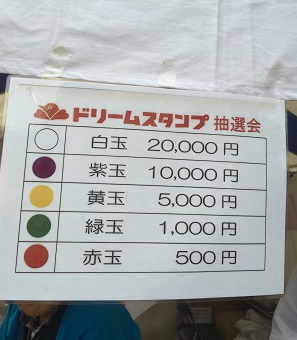 ドリームスタンプ 抽選会
白玉 20,000円
紫玉 10,000円
黄玉 5,000円
緑玉 1,000円
赤玉 500円